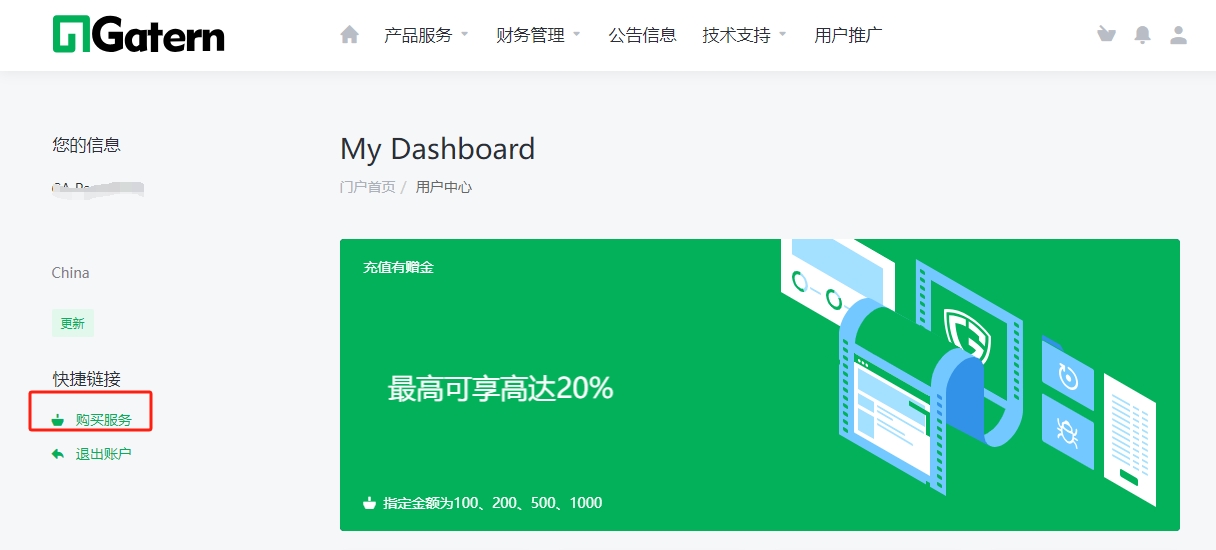 Gatern
产品服务 财务管理 公告信息 技术支持 用户推广
您的信息
China
更新
快捷链接
购买服务
退出账户
My Dashboard
门户首页 / 用户中心
充值有赠金
最高可享高达20%
指定金额为100、200、500、1000